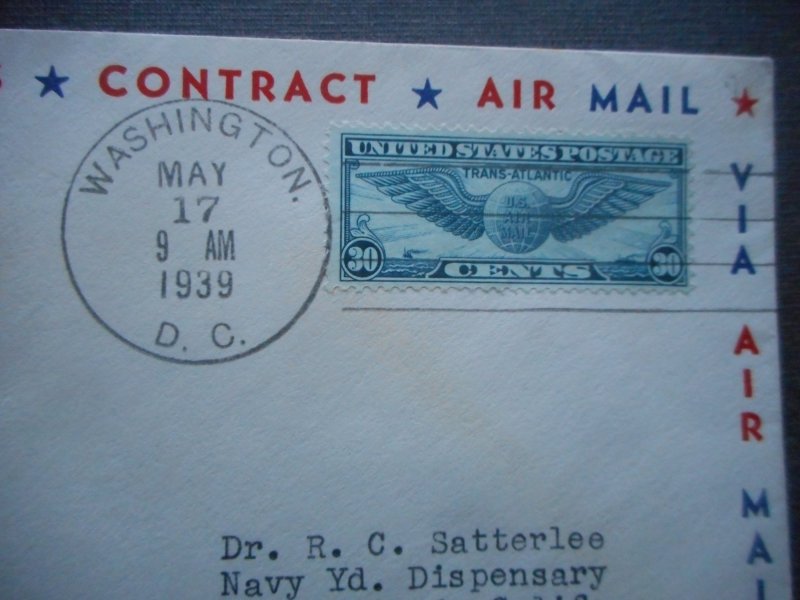 ★ CONTRACT ★ AIR MAIL ★
VIA AIR MAIL
WASHINGTON.
MAY
17
9 AM
1939
D. C.
UNITED STATES POSTAGE
TRANS-ATLANTIC
U.S.
AIR
MAIL
30 CENTS 30
Dr. R. C. Satterlee
Navy Yd. Dispensary